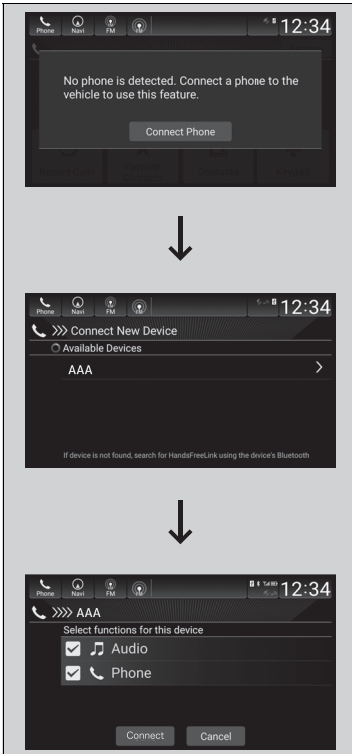 Phone Navi FM 12:34
No phone is detected. Connect a phone to the
vehicle to use this feature.
Connect Phone
Phone Navi FM 12:34
Connect New Device
Available Devices
AAA
If device is not found, search for HandsFreeLink using the device's Bluetooth
Phone Navi FM 12:34
AAA
Select functions for this device
Audio
Phone
Connect Cancel